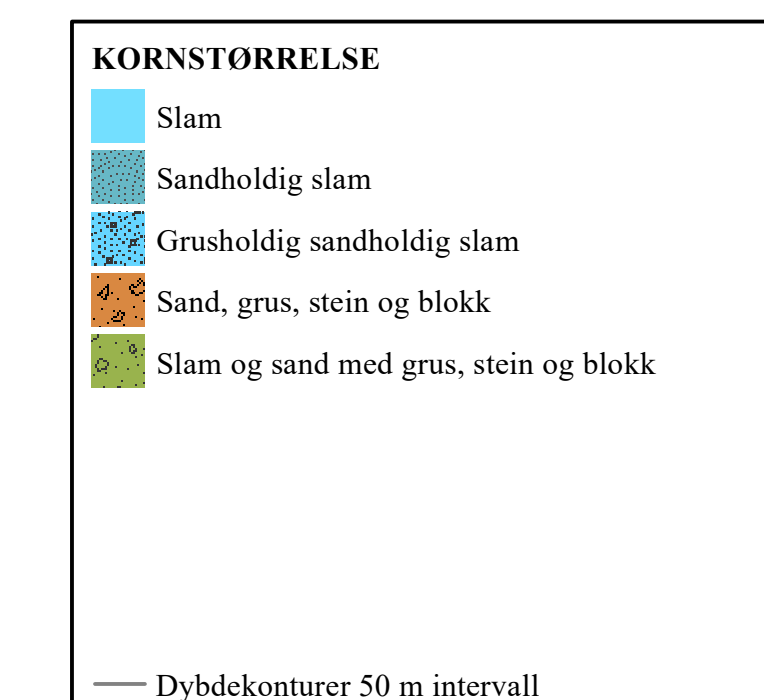 KORNSTØRRELSE
Slam
Sandholdig slam
Grusholdig sandholdig slam
Sand, grus, stein og blokk
Slam og sand med grus, stein og blokk
Dybdekonturer 50 m intervall